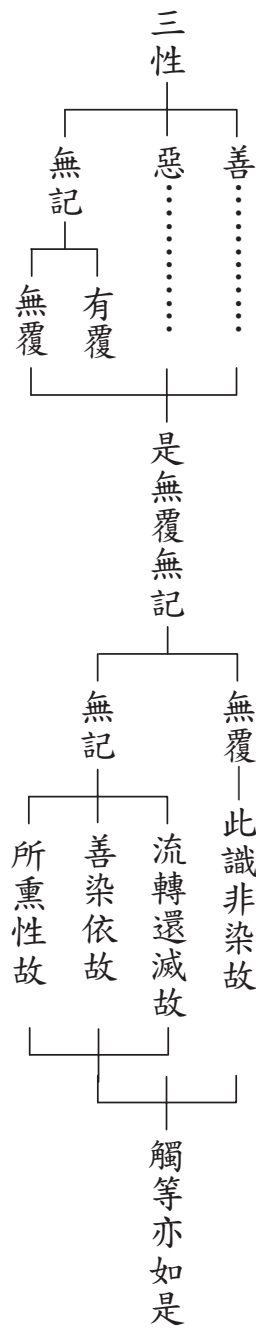 三性
善
惡
無記
有覆
無覆
是無覆無記
無覆
此識非染故
無記
流轉還滅故
善染依故
所熏性故
觸等亦如是